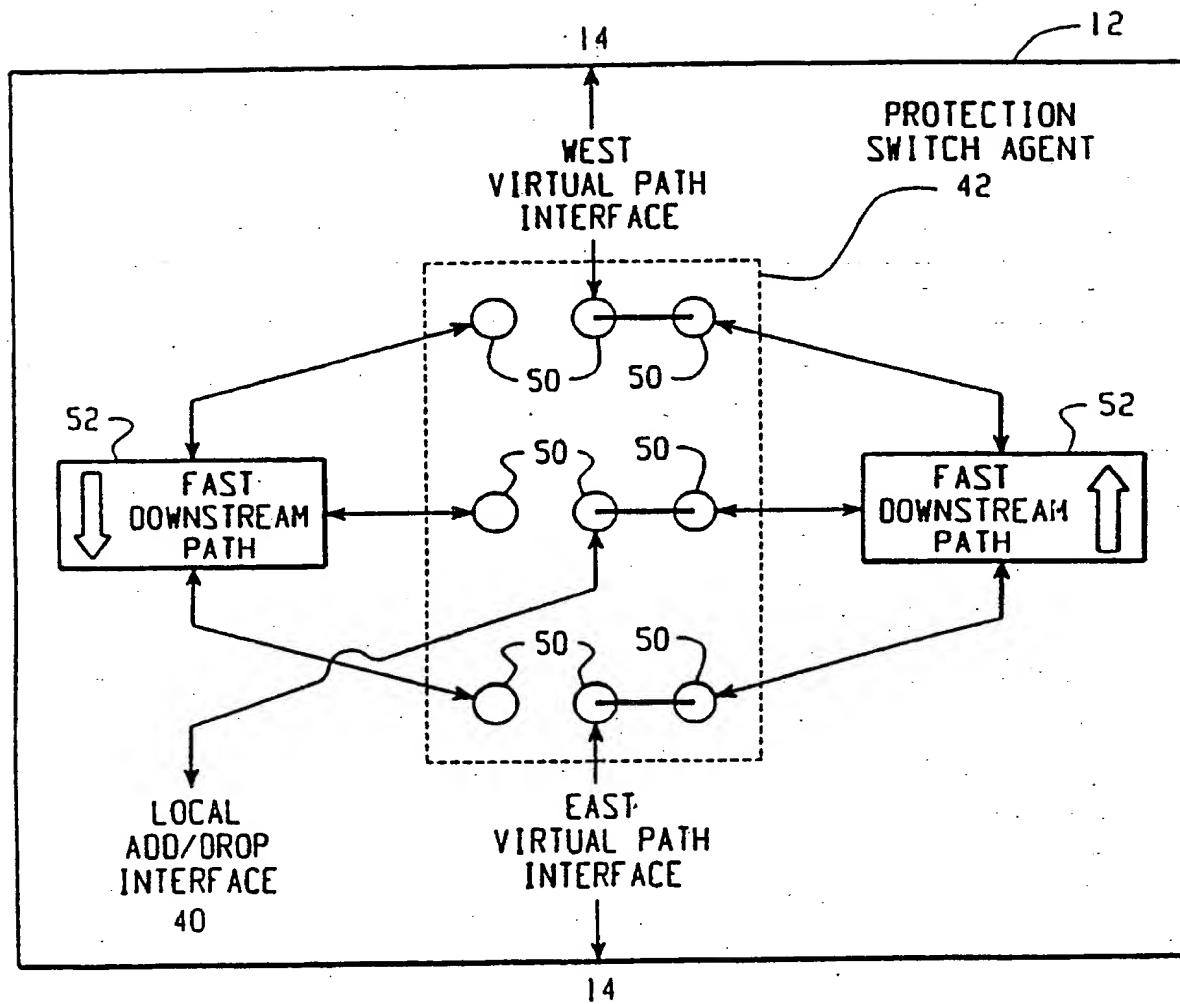 14
12
PROTECTION
SWITCH AGENT
42
WEST
VIRTUAL PATH
INTERFACE
50
50
52
FAST
DOWNSTREAM
PATH
50
50
52
FAST
DOWNSTREAM
PATH
50
50
LOCAL
ADD/DROP
INTERFACE
40
EAST
VIRTUAL PATH
INTERFACE
14